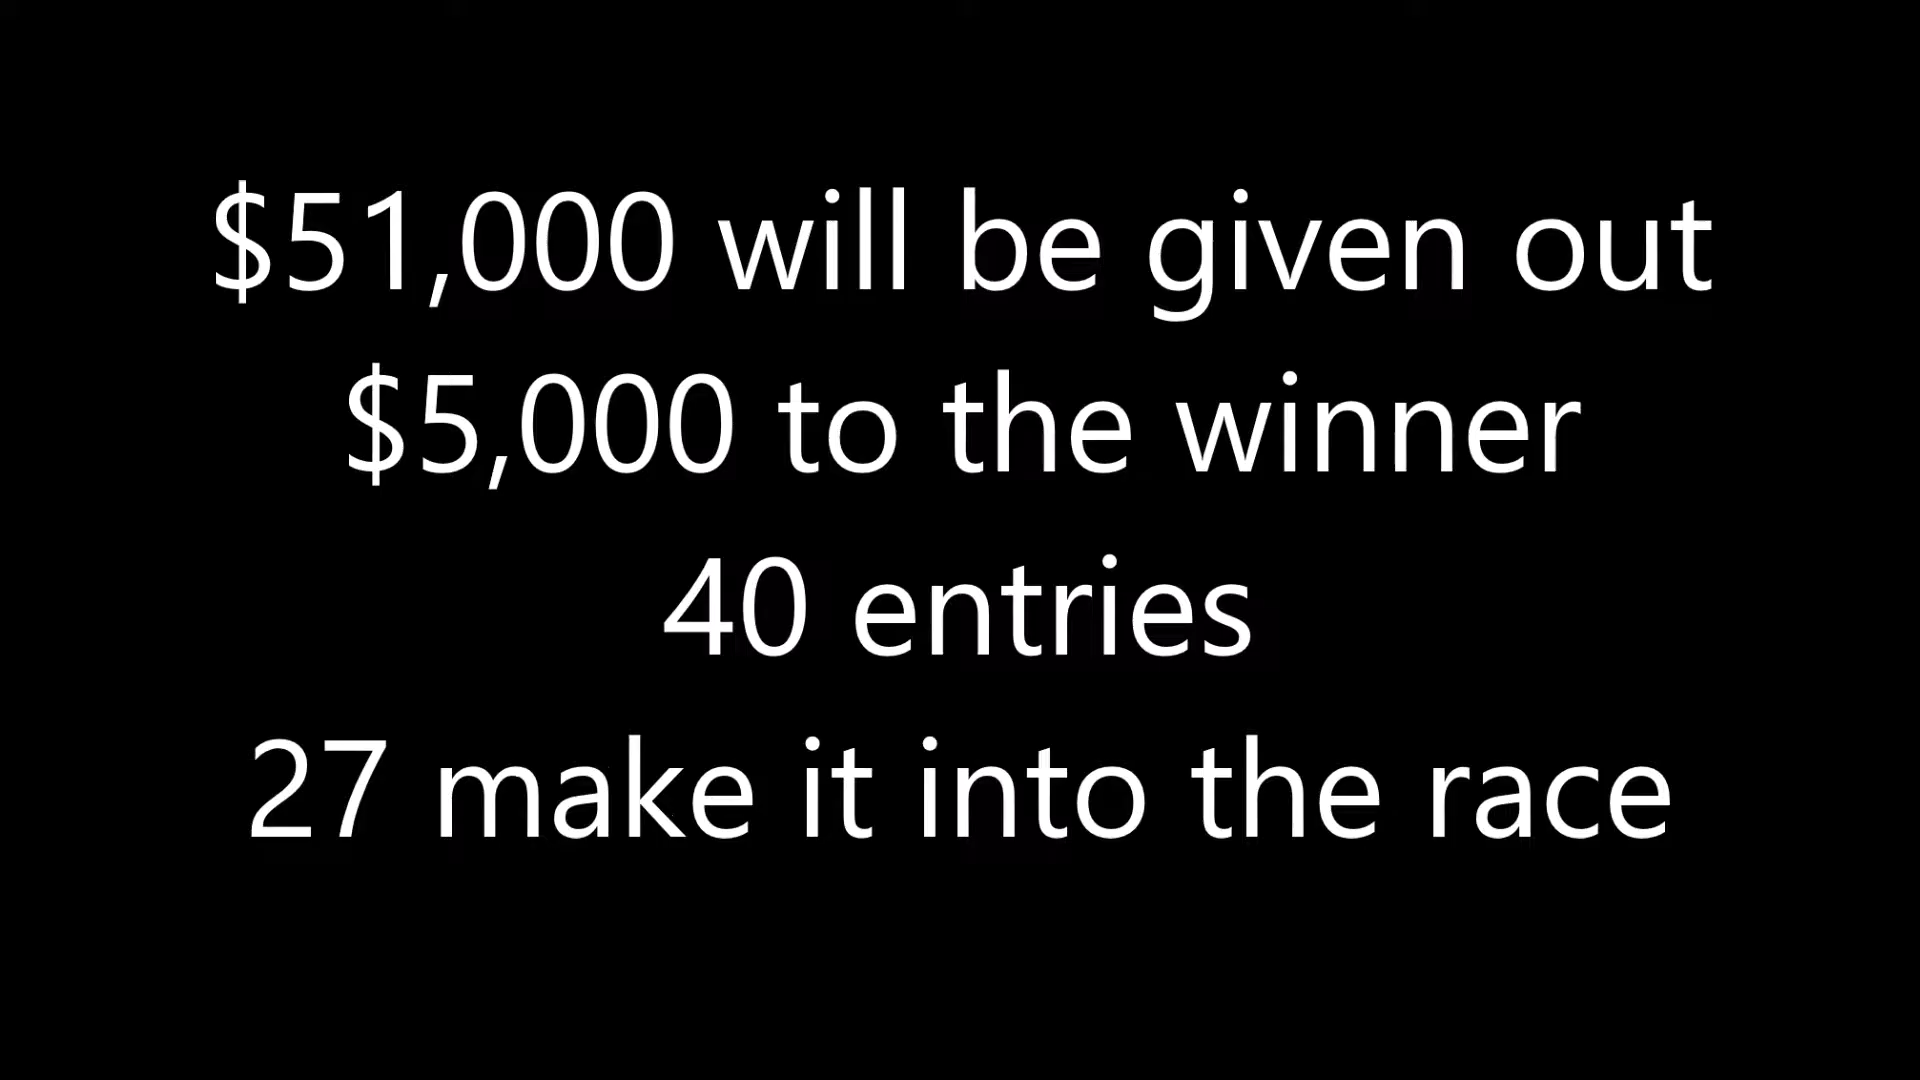 $51,000 will be given out
$5,000 to the winner
40 entries
27 make it into the race